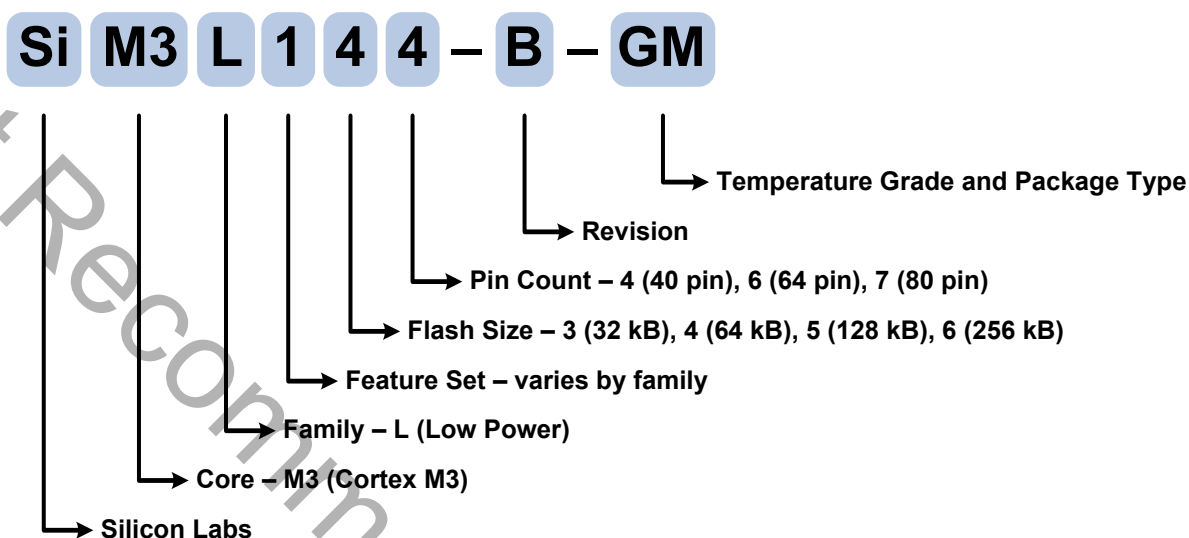 Si M3 L 1 4 4 – B – GM
Temperature Grade and Package Type
Revision
Pin Count – 4 (40 pin), 6 (64 pin), 7 (80 pin)
Flash Size – 3 (32 kB), 4 (64 kB), 5 (128 kB), 6 (256 kB)
Feature Set – varies by family
Family – L (Low Power)
Core – M3 (Cortex M3)
Silicon Labs